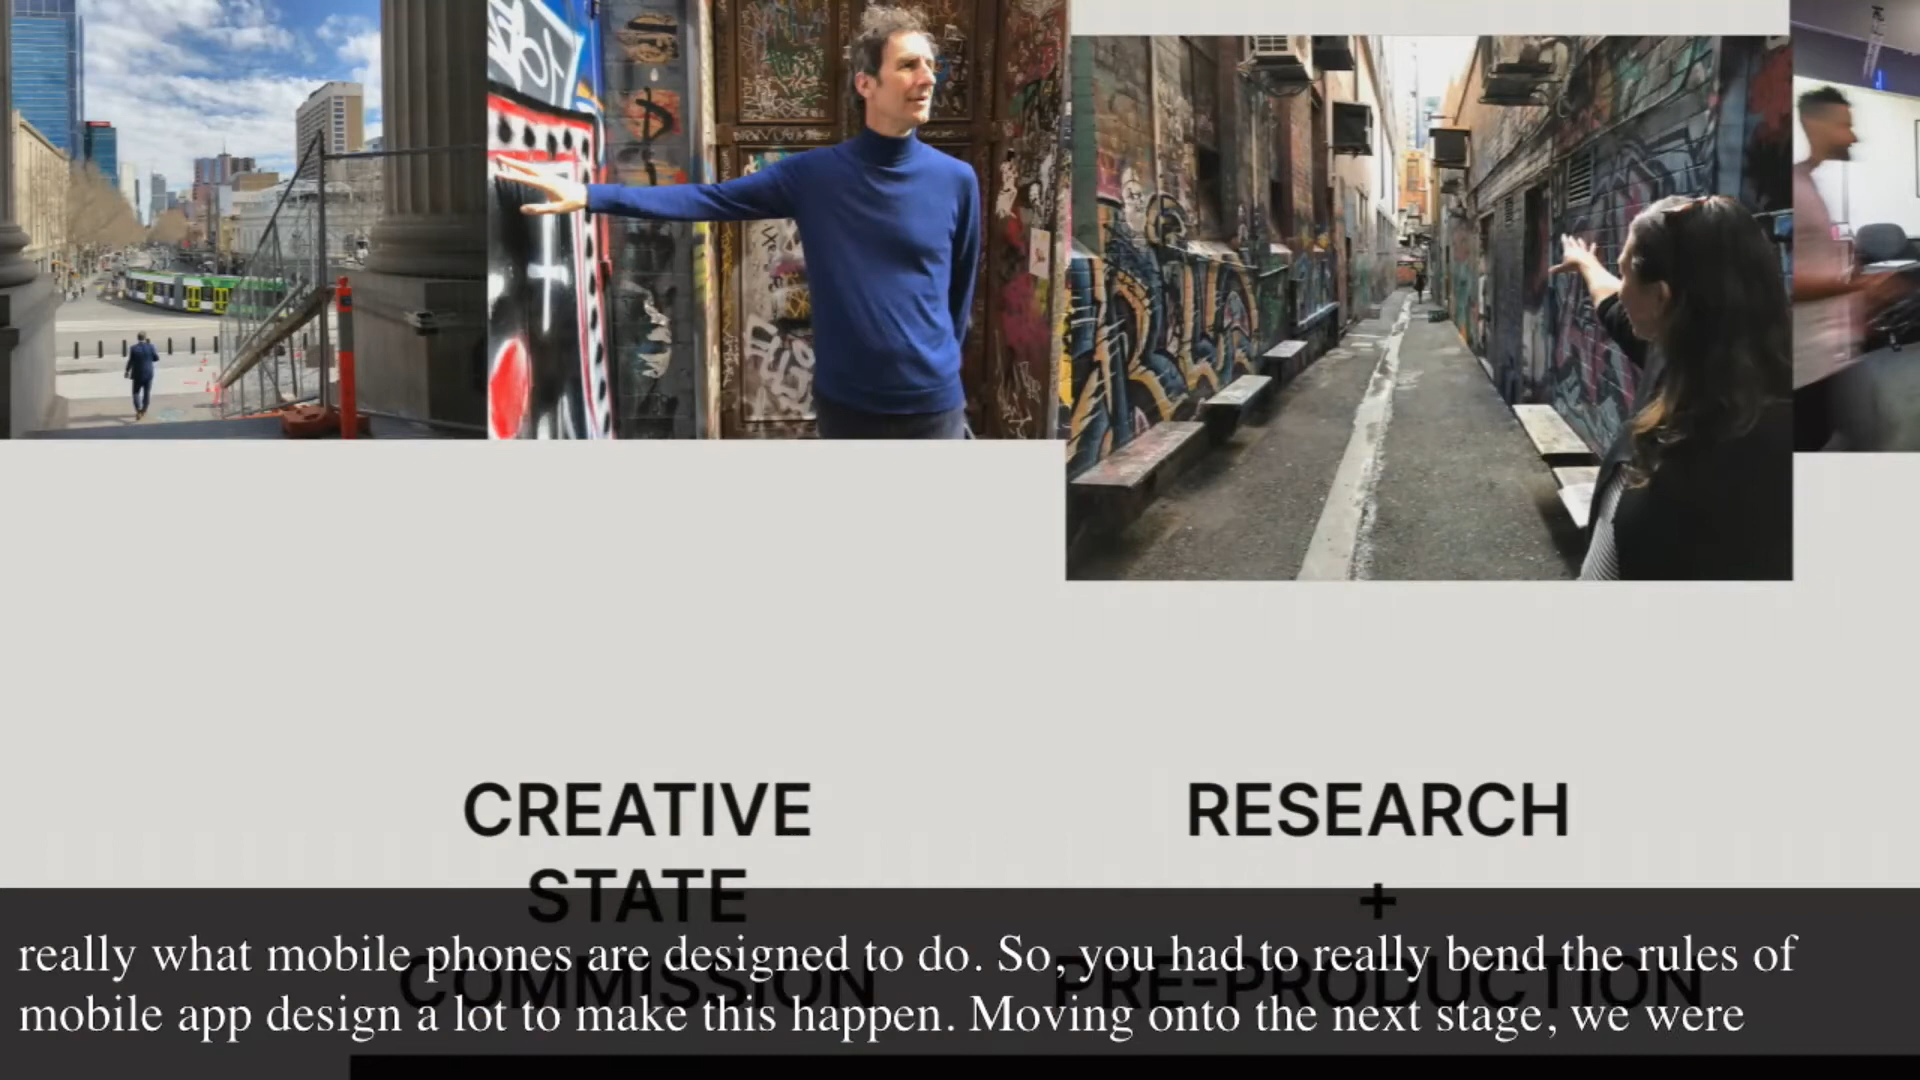 CREATIVE
STATE
COMMISSION
RESEARCH
+
PRE-PRODUCTION
really what mobile phones are designed to do. So, you had to really bend the rules of
mobile app design a lot to make this happen. Moving onto the next stage, we were